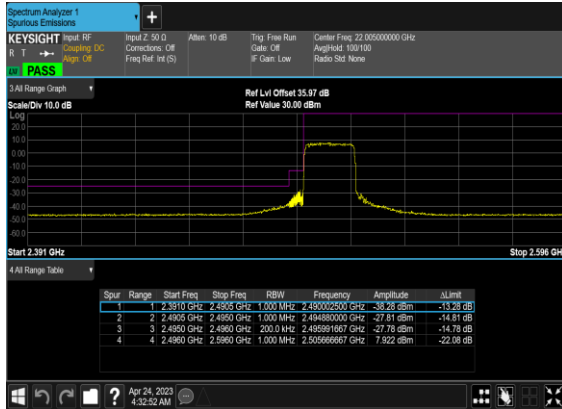 Spectrum Analyzer 1
Spurious Emissions
KEYSIGHT Input: RF Input Z: 50 Ω Atten: 10 dB Trig: Free Run Center Freq: 22.005000000 GHz
R T Coupling: DC Corrections: Off Gate: Off Avg|Hold: 100/100
Align: Off Freq Ref: Int (S) IF Gain: Low Radio Std: None
PASS
3 All Range Graph
Ref Lvl Offset 35.97 dB
Scale/Div 10.0 dB Ref Value 30.00 dBm
Log
20.0
10.0
0.00
-10.0
-20.0
-30.0
-40.0
-50.0
-60.0
Start 2.391 GHz Stop 2.596 GH
4 All Range Table
Spur Range Start Freq Stop Freq RBW Frequency Amplitude ΔLimit
1 1 2.3910 GHz 2.4905 GHz 1.000 MHz 2.490002500 GHz -38.28 dBm -13.28 dB
2 2 2.4905 GHz 2.4950 GHz 1.000 MHz 2.494880000 GHz -27.81 dBm -14.81 dB
3 3 2.4950 GHz 2.4960 GHz 200.0 kHz 2.495991667 GHz -27.78 dBm -14.78 dB
4 4 2.4960 GHz 2.5960 GHz 1.000 MHz 2.505666667 GHz 7.922 dBm -22.08 dB
Apr 24, 2023
4:32:52 AM